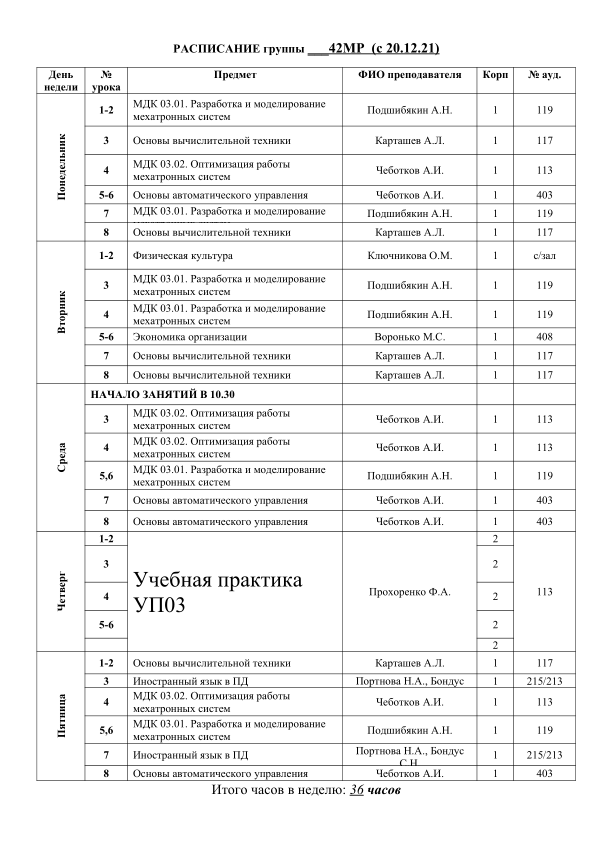 РАСПИСАНИЕ группы ___42МР_(с 20.12.21)
День недели № урока Предмет ФИО преподавателя Корп № ауд.
Понедельник
1-2 МДК 03.01. Разработка и моделирование мехатронных систем Подшибякин А.Н. 1 119
3 Основы вычислительной техники Карташев А.Л. 1 117
4 МДК 03.02. Оптимизация работы мехатронных систем Чеботков А.И. 1 113
5-6 Основы автоматического управления Чеботков А.И. 1 403
7 МДК 03.01. Разработка и моделирование Подшибякин А.Н. 1 119
8 Основы вычислительной техники Карташев А.Л. 1 117
Вторник
1-2 Физическая культура Ключникова О.М. 1 с/зал
3 МДК 03.01. Разработка и моделирование мехатронных систем Подшибякин А.Н. 1 119
4 МДК 03.01. Разработка и моделирование мехатронных систем Подшибякин А.Н. 1 119
5-6 Экономика организации Воронько М.С. 1 408
7 Основы вычислительной техники Карташев А.Л. 1 117
8 Основы вычислительной техники Карташев А.Л. 1 117
Среда
НАЧАЛО ЗАНЯТИЙ В 10.30
3 МДК 03.02. Оптимизация работы мехатронных систем Чеботков А.И. 1 113
4 МДК 03.02. Оптимизация работы мехатронных систем Чеботков А.И. 1 113
5,6 МДК 03.01. Разработка и моделирование мехатронных систем Подшибякин А.Н. 1 119
7 Основы автоматического управления Чеботков А.И. 1 403
8 Основы автоматического управления Чеботков А.И. 1 403
Четверг
1-2 2
3 2
Учебная практика УП03 Прохоренко Ф.А. 113
4 2
5-6 2
2
Пятница
1-2 Основы вычислительной техники Карташев А.Л. 1 117
3 Иностранный язык в ПД Портнова Н.А., Бондус 1 215/213
4 МДК 03.02. Оптимизация работы мехатронных систем Чеботков А.И. 1 113
5,6 МДК 03.01. Разработка и моделирование мехатронных систем Подшибякин А.Н. 1 119
7 Иностранный язык в ПД Портнова Н.А., Бондус С.Н. 1 215/213
8 Основы автоматического управления Чеботков А.И. 1 403
Итого часов в неделю: 36 часов